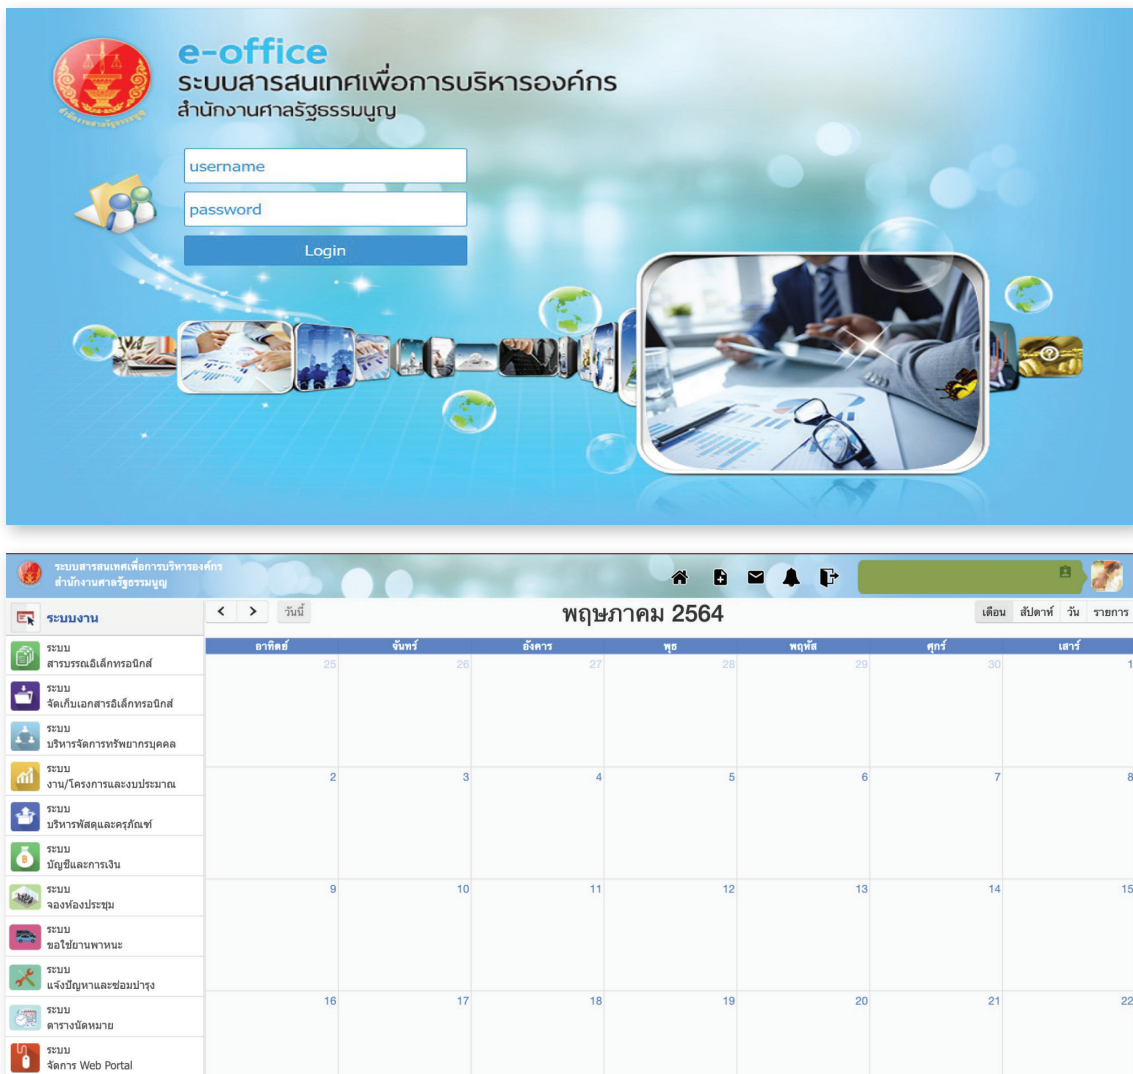 e-office
ระบบสารสนเทศเพื่อการบริหารองค์กร
สำนักงานศาลรัฐธรรมนูญ
สำนักงานศาลรัฐธรรมนูญ
username
password
Login
ระบบสารสนเทศเพื่อการบริหารองค์กร
สำนักงานศาลรัฐธรรมนูญ
ระบบงาน
วันนี้
พฤษภาคม 2564
เดือน สัปดาห์ วัน รายการ
อาทิตย์ จันทร์ อังคาร พุธ พฤหัส ศุกร์ เสาร์
25 26 27 28 29 30 1
2 3 4 5 6 7 8
9 10 11 12 13 14 15
16 17 18 19 20 21 22
ระบบ
สารบรรณอิเล็กทรอนิกส์
ระบบ
จัดเก็บเอกสารอิเล็กทรอนิกส์
ระบบ
บริหารจัดการทรัพยากรบุคคล
ระบบ
งาน/โครงการและงบประมาณ
ระบบ
บริหารพัสดุและครุภัณฑ์
ระบบ
บัญชีและการเงิน
ระบบ
จองห้องประชุม
ระบบ
ขอใช้ยานพาหนะ
ระบบ
แจ้งปัญหาและซ่อมบำรุง
ระบบ
ตารางนัดหมาย
ระบบ
จัดการ Web Portal